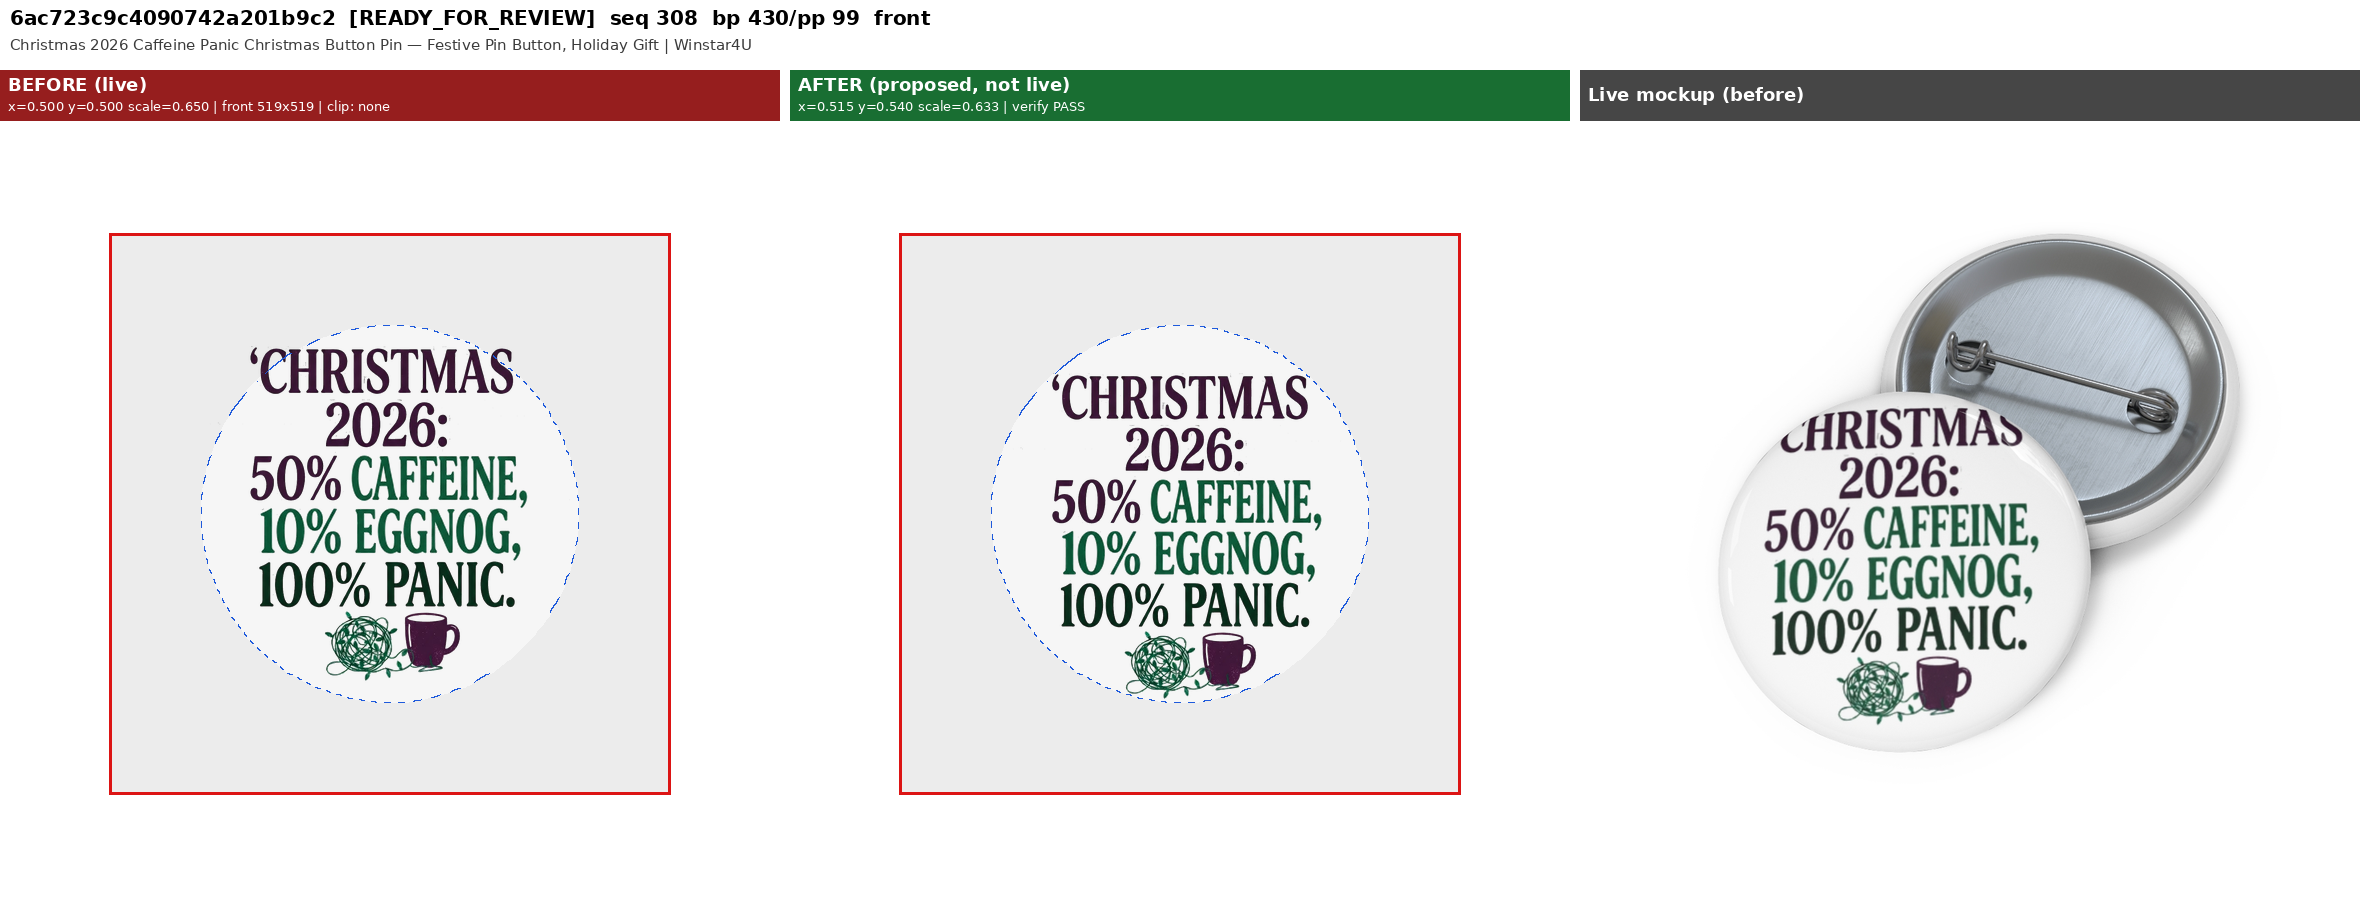 6ac723c9c4090742a201b9c2 [READY_FOR_REVIEW] seq 308 bp 430/pp 99 front
Christmas 2026 Caffeine Panic Christmas Button Pin — Festive Pin Button, Holiday Gift | Winstar4U
BEFORE (live)
x=0.500 y=0.500 scale=0.650 | front 519x519 | clip: none
AFTER (proposed, not live)
x=0.515 y=0.540 scale=0.633 | verify PASS
Live mockup (before)
‘CHRISTMAS
2026:
50% CAFFEINE,
10% EGGNOG,
100% PANIC.
‘CHRISTMAS
2026:
50% CAFFEINE,
10% EGGNOG,
100% PANIC.
CHRISTMAS
2026:
50% CAFFEINE,
10% EGGNOG,
100% PANIC.